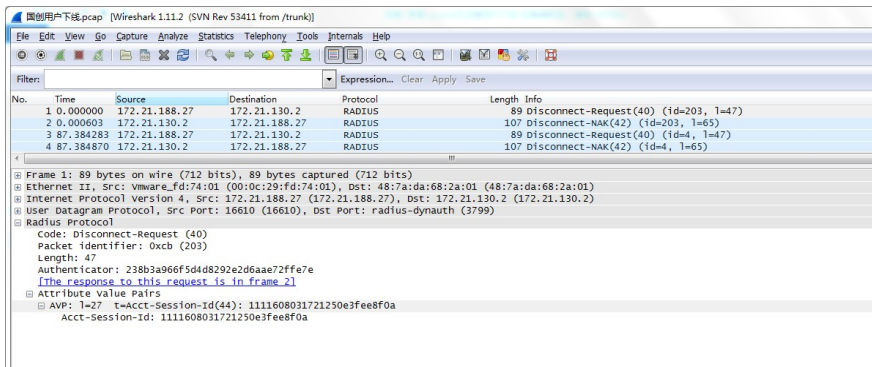 国创用户下线.pcap [Wireshark 1.11.2 (SVN Rev 53411 from /trunk)]
File Edit View Go Capture Analyze Statistics Telephony Tools Internals Help
Filter: Expression... Clear Apply Save
No. Time Source Destination Protocol Length Info
1 0.000000 172.21.188.27 172.21.130.2 RADIUS 89 Disconnect-Request(40) (id=203, l=47)
2 0.000603 172.21.130.2 172.21.188.27 RADIUS 107 Disconnect-NAK(42) (id=203, l=65)
3 87.384283 172.21.188.27 172.21.130.2 RADIUS 89 Disconnect-Request(40) (id=4, l=47)
4 87.384870 172.21.130.2 172.21.188.27 RADIUS 107 Disconnect-NAK(42) (id=4, l=65)
Frame 1: 89 bytes on wire (712 bits), 89 bytes captured (712 bits)
Ethernet II, Src: Vmware_fd:74:01 (00:0c:29:fd:74:01), Dst: 48:7a:da:68:2a:01 (48:7a:da:68:2a:01)
Internet Protocol Version 4, Src: 172.21.188.27 (172.21.188.27), Dst: 172.21.130.2 (172.21.130.2)
User Datagram Protocol, Src Port: 16610 (16610), Dst Port: radius-dynauth (3799)
Radius Protocol
Code: Disconnect-Request (40)
Packet identifier: 0xcb (203)
Length: 47
Authenticator: 238b3a966f5d4d8292e2d6aae72ffe7e
[The response to this request is in frame 2]
Attribute Value Pairs
AVP: l=27 t=Acct-Session-Id(44): 1111608031721250e3fee8f0a
Acct-Session-Id: 1111608031721250e3fee8f0a